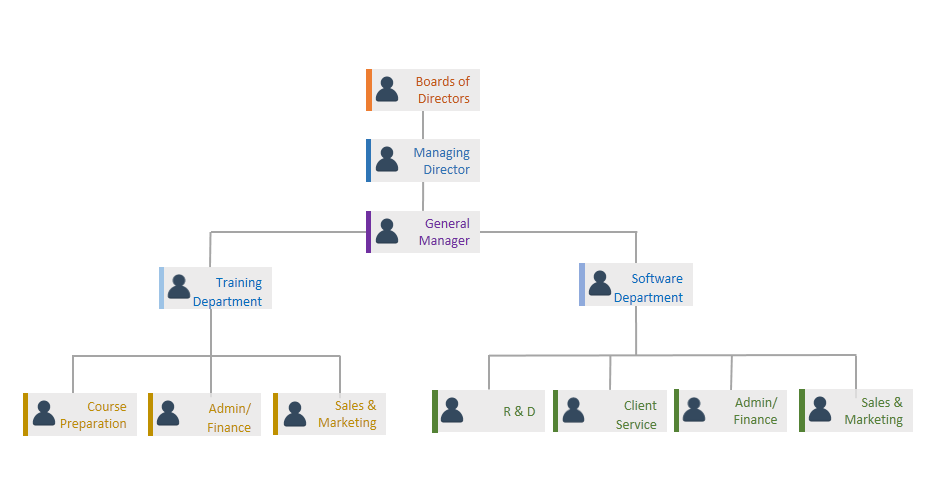 Boards of
Directors
Managing
Director
General
Manager
Training
Department
Software
Department
Course
Preparation
Admin/
Finance
Sales &
Marketing
R & D
Client
Service
Admin/
Finance
Sales &
Marketing